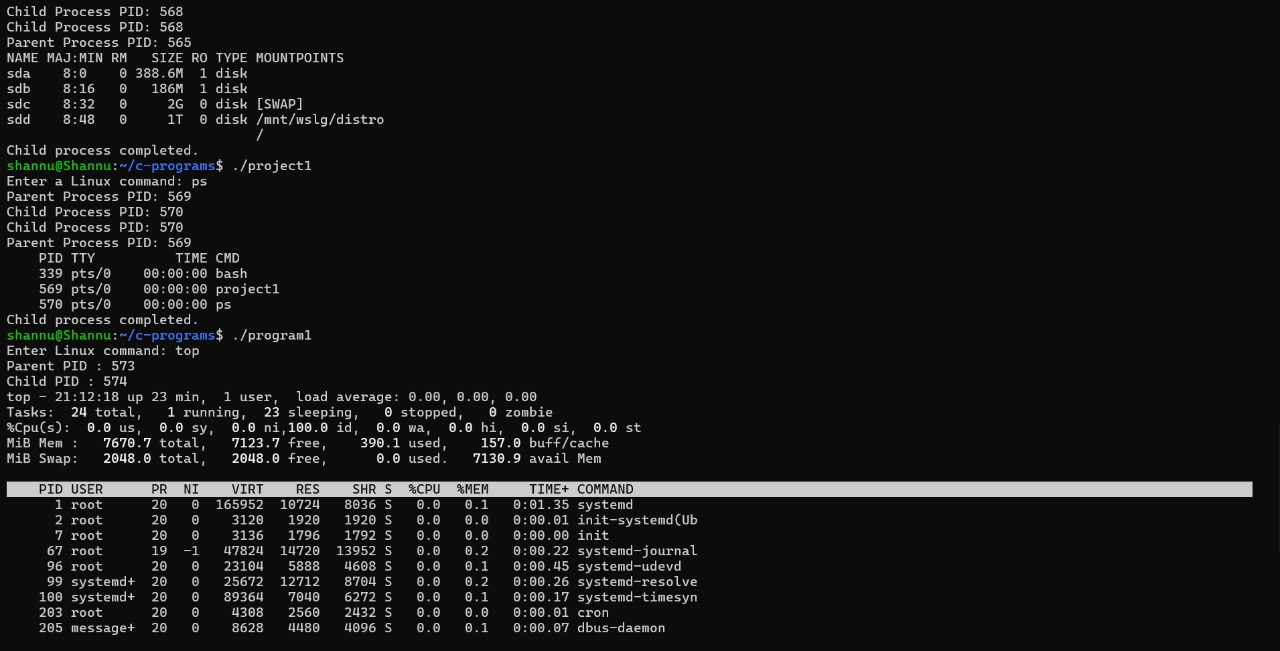 Child Process PID: 568
Child Process PID: 568
Parent Process PID: 565
NAME MAJ:MIN RM   SIZE RO TYPE MOUNTPOINTS
sda    8:0    0 388.6M  1 disk
sdb    8:16   0   186M  1 disk
sdc    8:32   0     2G  0 disk [SWAP]
sdd    8:48   0     1T  0 disk /mnt/wslg/distro
                               /
Child process completed.
shannu@Shannu:~/c-programs$ ./project1
Enter a Linux command: ps
Parent Process PID: 569
Child Process PID: 570
Child Process PID: 570
Parent Process PID: 569
    PID TTY          TIME CMD
    339 pts/0    00:00:00 bash
    569 pts/0    00:00:00 project1
    570 pts/0    00:00:00 ps
Child process completed.
shannu@Shannu:~/c-programs$ ./program1
Enter Linux command: top
Parent PID : 573
Child PID : 574
top - 21:12:18 up 23 min,  1 user,  load average: 0.00, 0.00, 0.00
Tasks:  24 total,   1 running,  23 sleeping,   0 stopped,   0 zombie
%Cpu(s):  0.0 us,  0.0 sy,  0.0 ni,100.0 id,  0.0 wa,  0.0 hi,  0.0 si,  0.0 st
MiB Mem :   7670.7 total,   7123.7 free,    390.1 used,    157.0 buff/cache
MiB Swap:   2048.0 total,   2048.0 free,      0.0 used.   7130.9 avail Mem
    PID USER      PR  NI    VIRT    RES    SHR S  %CPU  %MEM     TIME+ COMMAND
      1 root      20   0  165952  10724   8036 S   0.0   0.1   0:01.35 systemd
      2 root      20   0    3120   1920   1920 S   0.0   0.0   0:00.01 init-systemd(Ub
      7 root      20   0    3136   1796   1792 S   0.0   0.0   0:00.00 init
     67 root      19  -1   47824  14720  13952 S   0.0   0.2   0:00.22 systemd-journal
     96 root      20   0   23104   5888   4608 S   0.0   0.1   0:00.45 systemd-udevd
     99 systemd+  20   0   25672  12712   8704 S   0.0   0.2   0:00.26 systemd-resolve
    100 systemd+  20   0   89364   7040   6272 S   0.0   0.1   0:00.17 systemd-timesyn
    203 root      20   0    4308   2560   2432 S   0.0   0.0   0:00.01 cron
    205 message+  20   0    8628   4480   4096 S   0.0   0.1   0:00.07 dbus-daemon